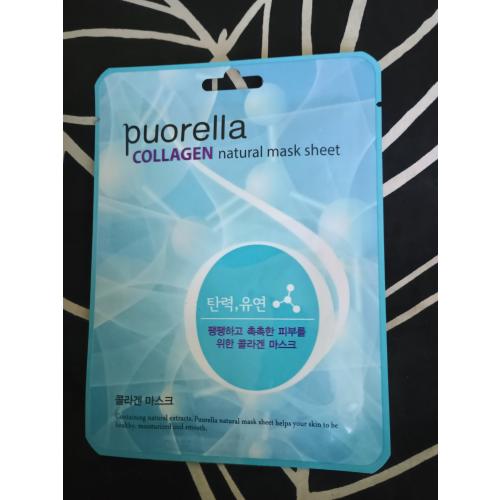 puorella
COLLAGEN natural mask sheet
탄력,유연
팽팽하고 촉촉한 피부를
위한 콜라겐 마스크
콜라겐 마스크
Containing natural extracts, Puorella natural mask sheet helps your skin to be
healthy, moisturized and smooth.